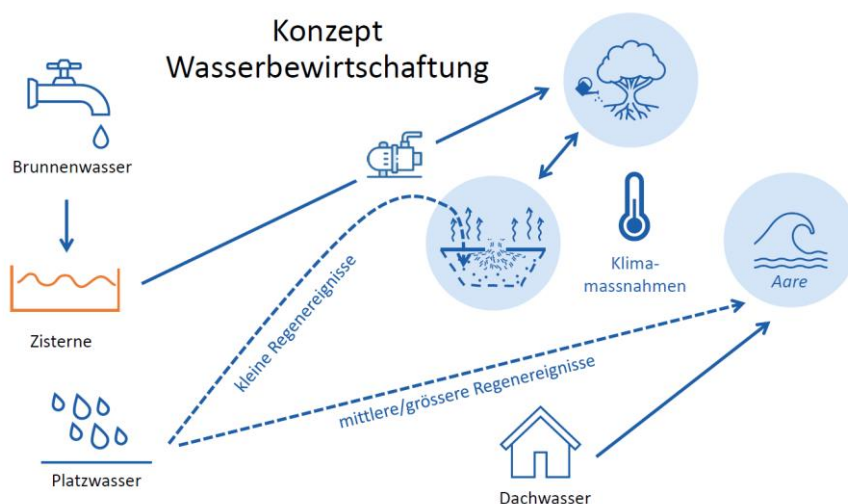 Konzept
Wasserbewirtschaftung
Brunnenwasser
Zisterne
kleine Regenereignisse
Klima-
massnahmen
Aare
mittlere/grössere Regenereignisse
Platzwasser
Dachwasser